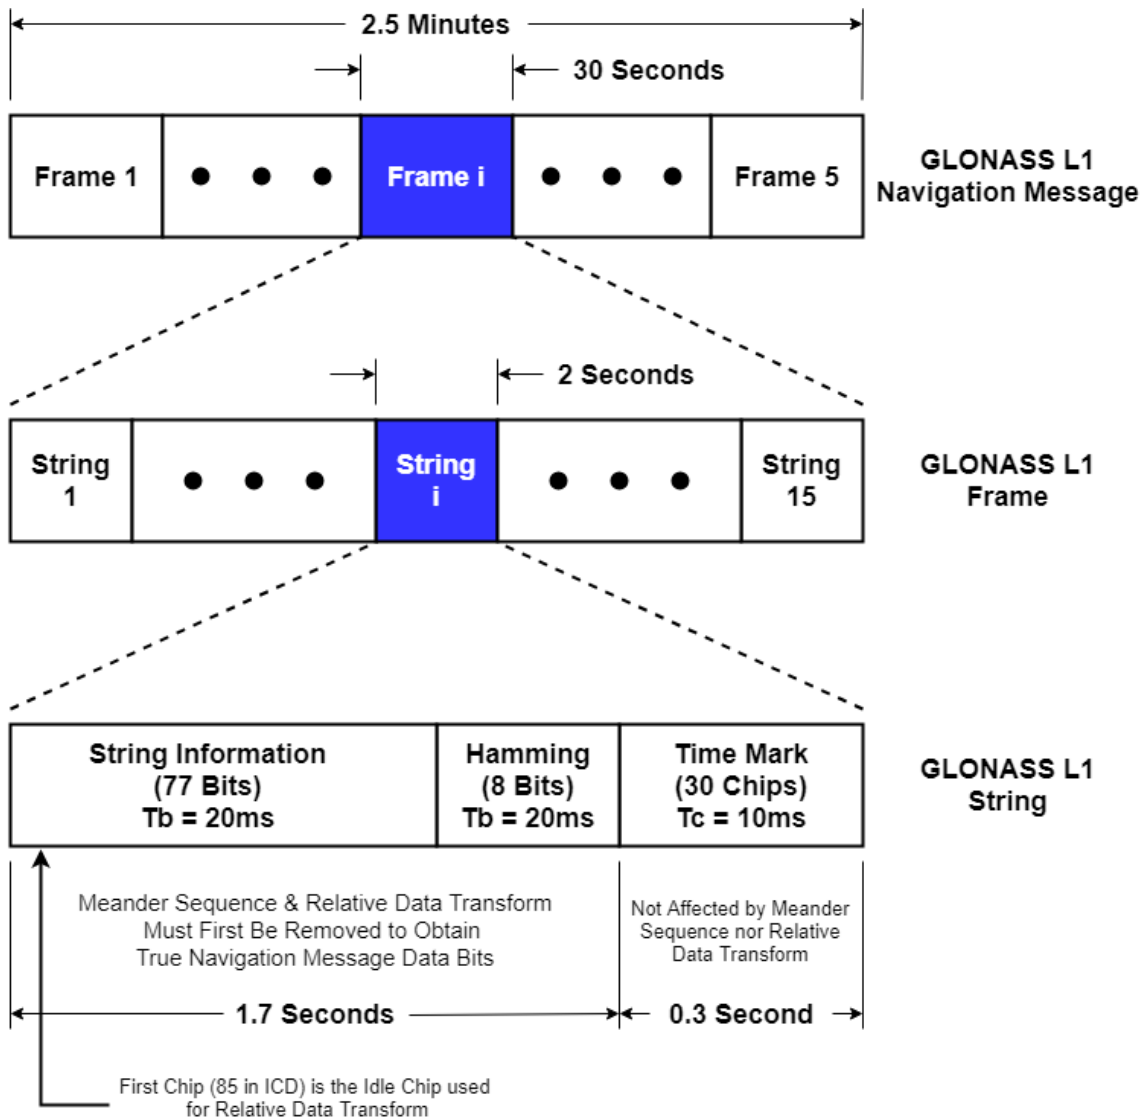 2.5 Minutes
30 Seconds
Frame 1
Frame i
Frame 5
GLONASS L1
Navigation Message
2 Seconds
String
1
String
i
String
15
GLONASS L1
Frame
String Information
(77 Bits)
Tb = 20ms
Hamming
(8 Bits)
Tb = 20ms
Time Mark
(30 Chips)
Tc = 10ms
GLONASS L1
String
Meander Sequence & Relative Data Transform
Must First Be Removed to Obtain
True Navigation Message Data Bits
Not Affected by Meander
Sequence nor Relative
Data Transform
1.7 Seconds
0.3 Second
First Chip (85 in ICD) is the Idle Chip used
for Relative Data Transform